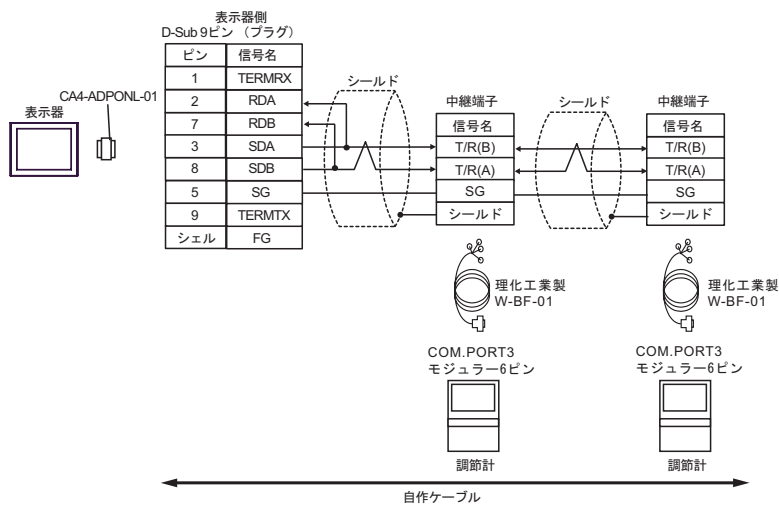 表示器側
D-Sub 9ピン （プラグ）
ピン 信号名
1 TERMRX
2 RDA
7 RDB
3 SDA
8 SDB
5 SG
9 TERMTX
シェル FG
CA4-ADPONL-01
表示器
シールド
中継端子
信号名
T/R(B)
T/R(A)
SG
シールド
シールド
中継端子
信号名
T/R(B)
T/R(A)
SG
シールド
理化工業製
W-BF-01
理化工業製
W-BF-01
COM.PORT3
モジュラー6ピン
COM.PORT3
モジュラー6ピン
調節計
調節計
自作ケーブル